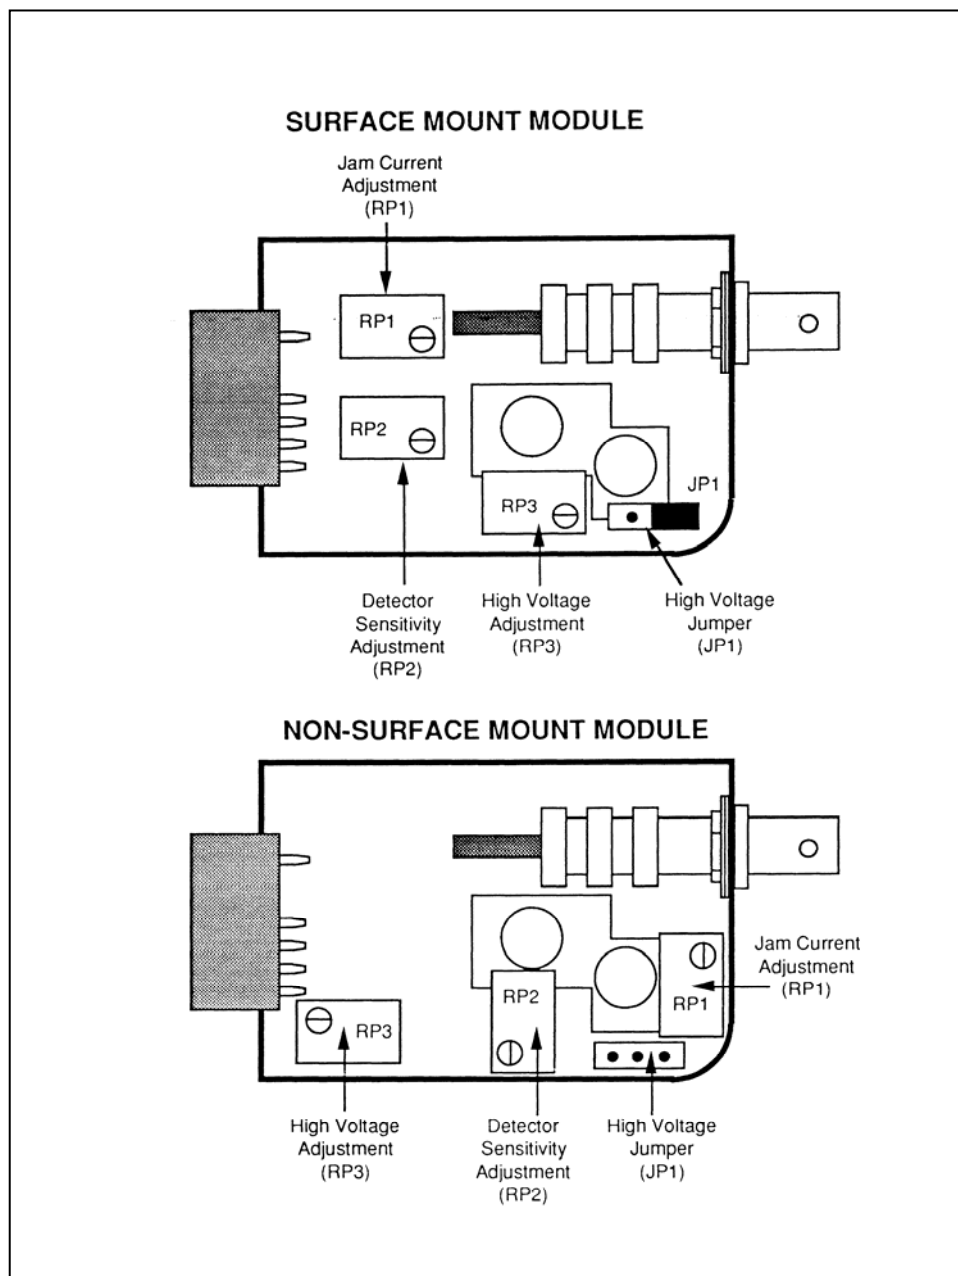 SURFACE MOUNT MODULE
Jam Current
Adjustment
(RP1)
RP1
RP2
RP3
JP1
Detector
Sensitivity
Adjustment
(RP2)
High Voltage
Adjustment
(RP3)
High Voltage
Jumper
(JP1)
NON-SURFACE MOUNT MODULE
Jam Current
Adjustment
(RP1)
RP1
RP2
RP3
High Voltage
Adjustment
(RP3)
Detector
Sensitivity
Adjustment
(RP2)
High Voltage
Jumper
(JP1)